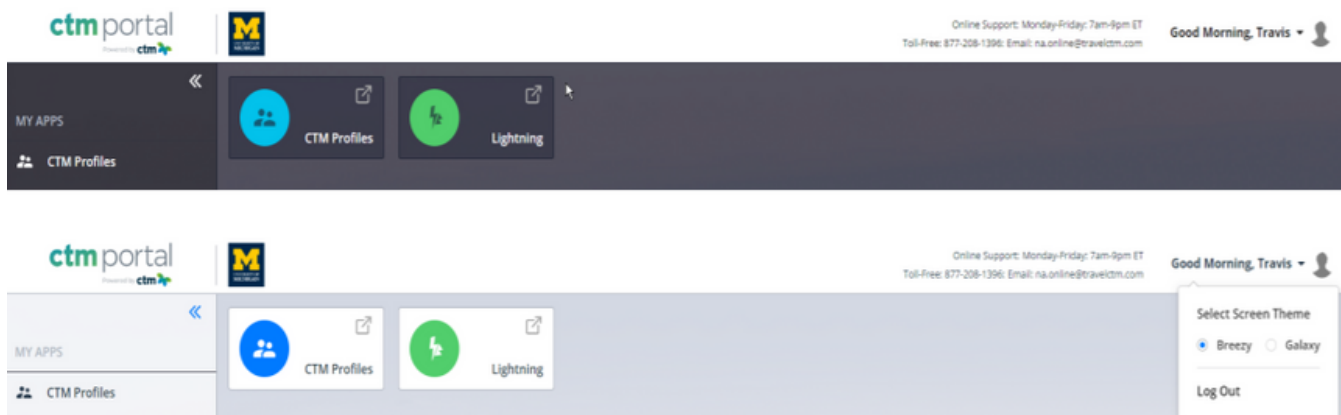 ctm portal
Powered by ctm
M
Online Support: Monday-Friday: 7am-9pm ET
Toll-Free: 877-208-1396: Email: na.online@travelctm.com
Good Morning, Travis
MY APPS
CTM Profiles
CTM Profiles
Lightning
ctm portal
Powered by ctm
M
Online Support: Monday-Friday: 7am-9pm ET
Toll-Free: 877-208-1396: Email: na.online@travelctm.com
Good Morning, Travis
Select Screen Theme
Breezy Galaxy
Log Out
MY APPS
CTM Profiles
CTM Profiles
Lightning